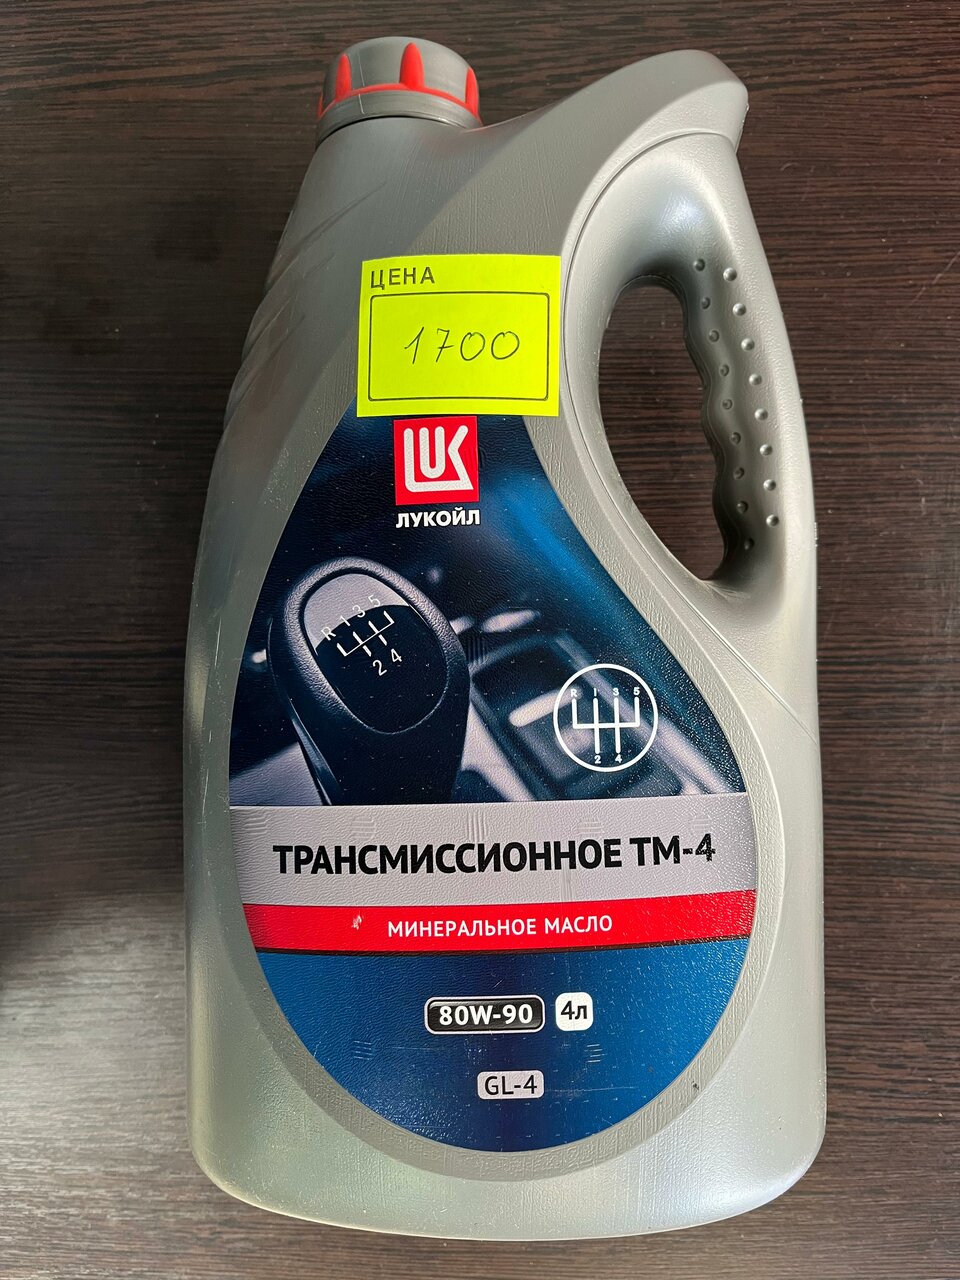 ЦЕНА
1700
LUK
ЛУКОЙЛ
R 1 3 5
2 4
R 1 3 5
2 4
ТРАНСМИССИОННОЕ ТМ-4
МИНЕРАЛЬНОЕ МАСЛО
80W-90 4л
GL-4